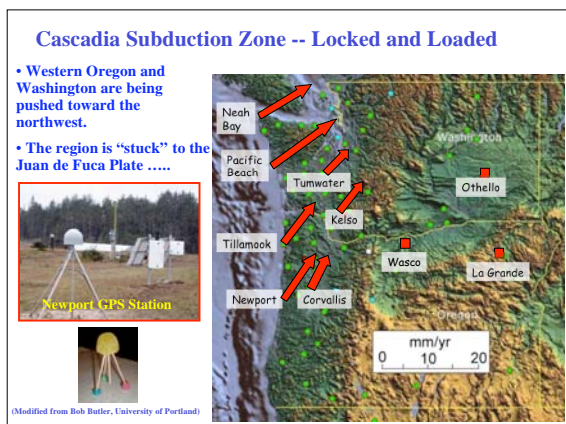 Cascadia Subduction Zone -- Locked and Loaded
• Western Oregon and
Washington are being
pushed toward the
northwest.
• The region is “stuck” to the
Juan de Fuca Plate …..
Newport GPS Station
(Modified from Bob Butler, University of Portland)
Neah
Bay
Washington
Pacific
Beach
Tumwater
Othello
Kelso
Tillamook
Wasco
La Grande
Newport
Corvallis
Oregon
mm/yr
0 10 20